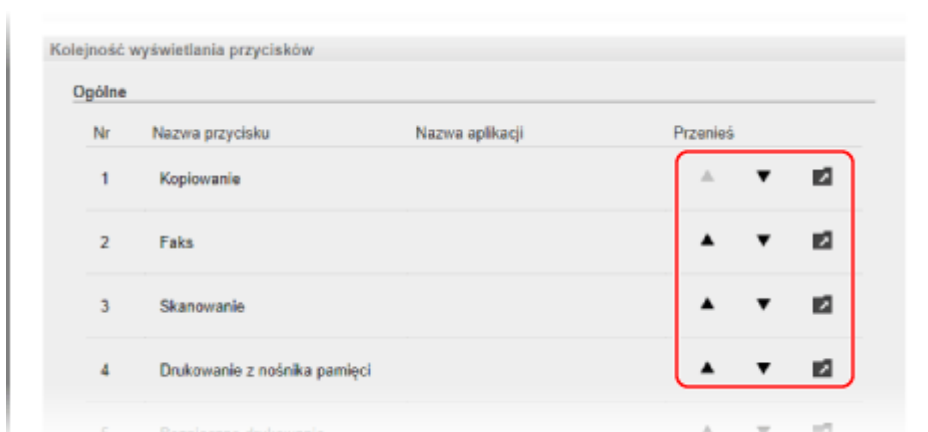 Kolejność wyświetlania przycisków
Ogólne
Nr Nazwa przycisku Nazwa aplikacji Przenieś
1 Kopiowanie
2 Faks
3 Skanowanie
4 Drukowanie z nośnika pamięci